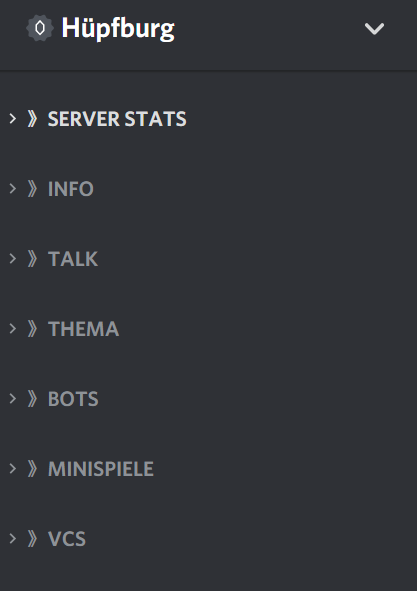 Hüpfburg
》 SERVER STATS
》 INFO
》 TALK
》 THEMA
》 BOTS
》 MINISPIELE
》 VCS